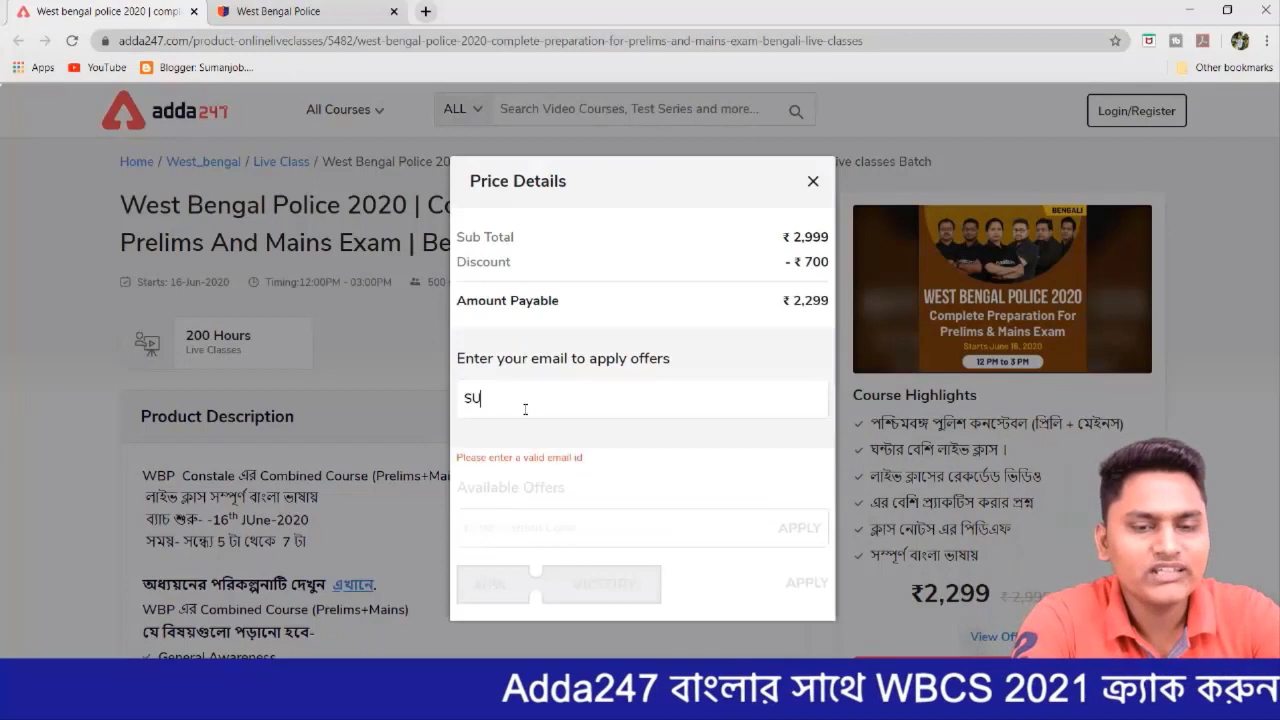 West bengal police 2020 | compl
West Bengal Police
adda247.com/product-onlineliveclasses/5482/west-bengal-police-2020-complete-preparation-for-prelims-and-mains-exam-bengali-live-classes
Apps
YouTube
Blogger: Sumanjob....
Other bookmarks
adda247
All Courses
ALL
Search Video Courses, Test Series and more...
Login/Register
Home / West_bengal / Live Class / West Bengal Police 20
ive classes Batch
West Bengal Police 2020 | Co
Prelims And Mains Exam | Be
Starts: 16-Jun-2020
Timing:12:00PM - 03:00PM
500
200 Hours
Live Classes
Product Description
WBP Constale এর Combined Course (Prelims+Mai
লাইভ ক্লাস সম্পূর্ণ বাংলা ভাষায়
ব্যাচ শুরু- -16th JUne-2020
সময়- সন্ধ্যে 5 টা থেকে 7 টা
অধ্যয়নের পরিকল্পনাটি দেখুন এখানে.
WBP এর Combined Course (Prelims+Mains)
যে বিষয়গুলো পড়ানো হবে-
General Awareness
Price Details
Sub Total
₹ 2,999
Discount
- ₹ 700
Amount Payable
₹ 2,299
Enter your email to apply offers
SU
Please enter a valid email id
Available Offers
APPLY
APPLY
BENGALI
WEST BENGAL POLICE 2020
Complete Preparation For
Prelims & Mains Exam
Starts June 16, 2020
12 PM to 3 PM
Course Highlights
পশ্চিমবঙ্গ পুলিশ কনস্টেবল (প্রিলি + মেইনস)
ঘন্টার বেশি লাইভ ক্লাস ।
লাইভ ক্লাসের রেকর্ডেড ভিডিও
এর বেশি প্র্যাকটিস করার প্রশ্ন
ক্লাস নোটস এর পিডিএফ
সম্পূর্ণ বাংলা ভাষায়
₹2,299
₹ 2,999
View Off
Adda247 বাংলার সাথে WBCS 2021 ক্র্যাক করুন